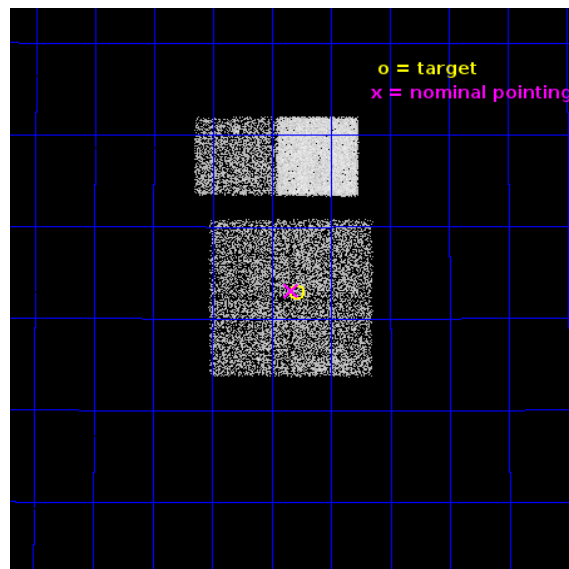 o = target
x = nominal pointing